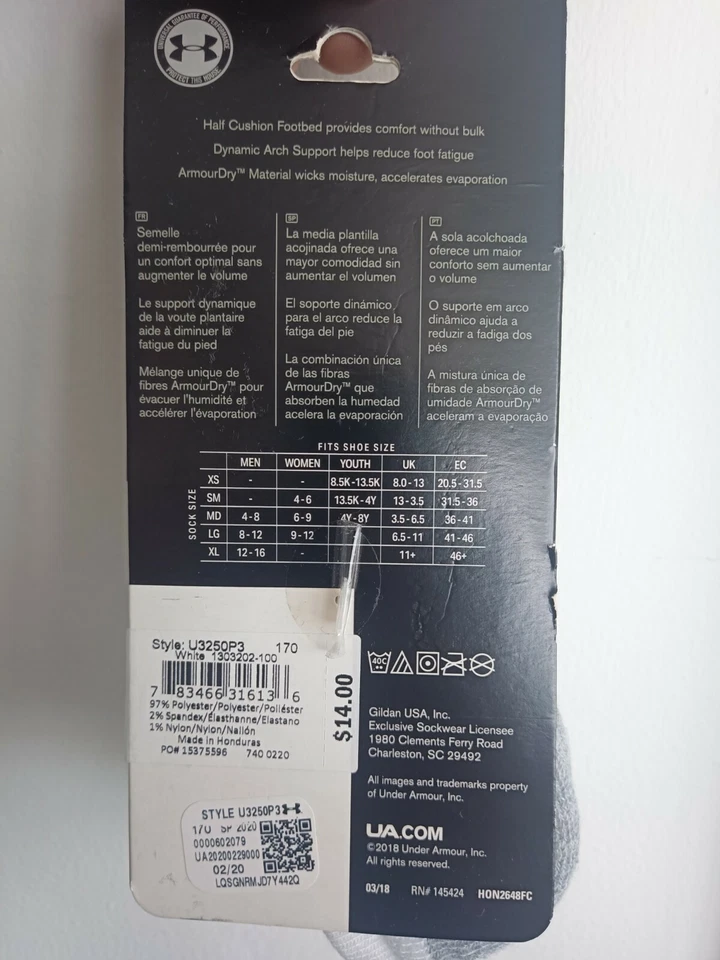 UNIVERSAL GUARANTEE OF PERFORMANCE
PROTECT THIS HOUSE
Half Cushion Footbed provides comfort without bulk
Dynamic Arch Support helps reduce foot fatigue
ArmourDry™ Material wicks moisture, accelerates evaporation
FR
Semelle
demi-rembourrée pour
un confort optimal sans
augmenter le volume
Le support dynamique
de la voute plantaire
aide à diminuer la
fatigue du pied
Mélange unique de
fibres ArmourDry™ pour
évacuer l'humidité et
accélérer l'évaporation
SP
La media plantilla
acojinada ofrece una
mayor comodidad sin
aumentar el volumen
El soporte dinámico
para el arco reduce la
fatiga del pie
La combinación única
de las fibras
ArmourDry™ que
absorben la humedad
acelera la evaporación
PT
A sola acolchoada
oferece um maior
conforto sem aumentar
o volume
O suporte em arco
dinâmico ajuda a
reduzir a fadiga dos
pés
A mistura única de
fibras de absorção de
umidade ArmourDry™
aceleram a evaporação
FITS SHOE SIZE
MEN WOMEN YOUTH UK EC
SOCK SIZE
XS - - 8.5K-13.5K 8.0-13 20.5-31.5
SM - 4-6 13.5K-4Y 13-3.5 31.5-36
MD 4-8 6-9 4Y-8Y 3.5-6.5 36-41
LG 8-12 9-12 6.5-11 41-46
XL 12-16 - 11+ 46+
Style: U3250P3 170
White 1303202-100
7 83466 31613 6
97% Polyester/Polyester/Poliéster
2% Spandex/Élasthanne/Elastano
1% Nylon/Nylon/Nailón
Made in Honduras
PO# 15375596 740 0220
$14.00
40C
Gildan USA, Inc.
Exclusive Sockwear Licensee
1980 Clements Ferry Road
Charleston, SC 29492
All images and trademarks property
of Under Armour, Inc.
UA.COM
©2018 Under Armour, Inc.
All rights reserved.
03/18 RN# 145424 HON2648FC
STYLE U3250P3
170 SP 2020
0000602079
UA20200229000
02/20
LQSGNRMJD7Y442Q